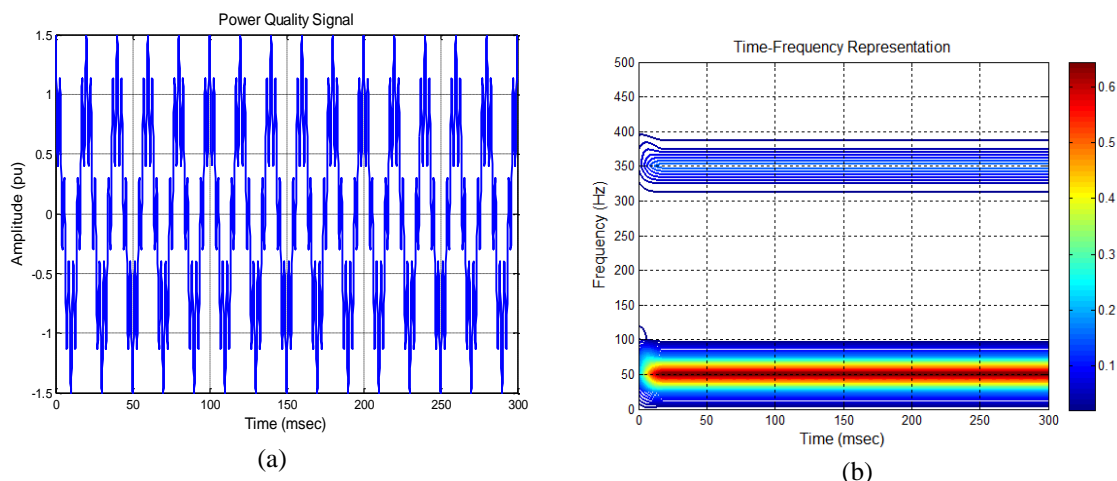 Power Quality Signal
1.5
1
0.5
0
-0.5
-1
-1.5
Amplitude (pu)
0 50 100 150 200 250 300
Time (msec)
(a)
Time-Frequency Representation
500
450
400
350
300
250
200
150
100
50
0
Frequency (Hz)
0 50 100 150 200 250 300
Time (msec)
0.6
0.5
0.4
0.3
0.2
0.1
(b)